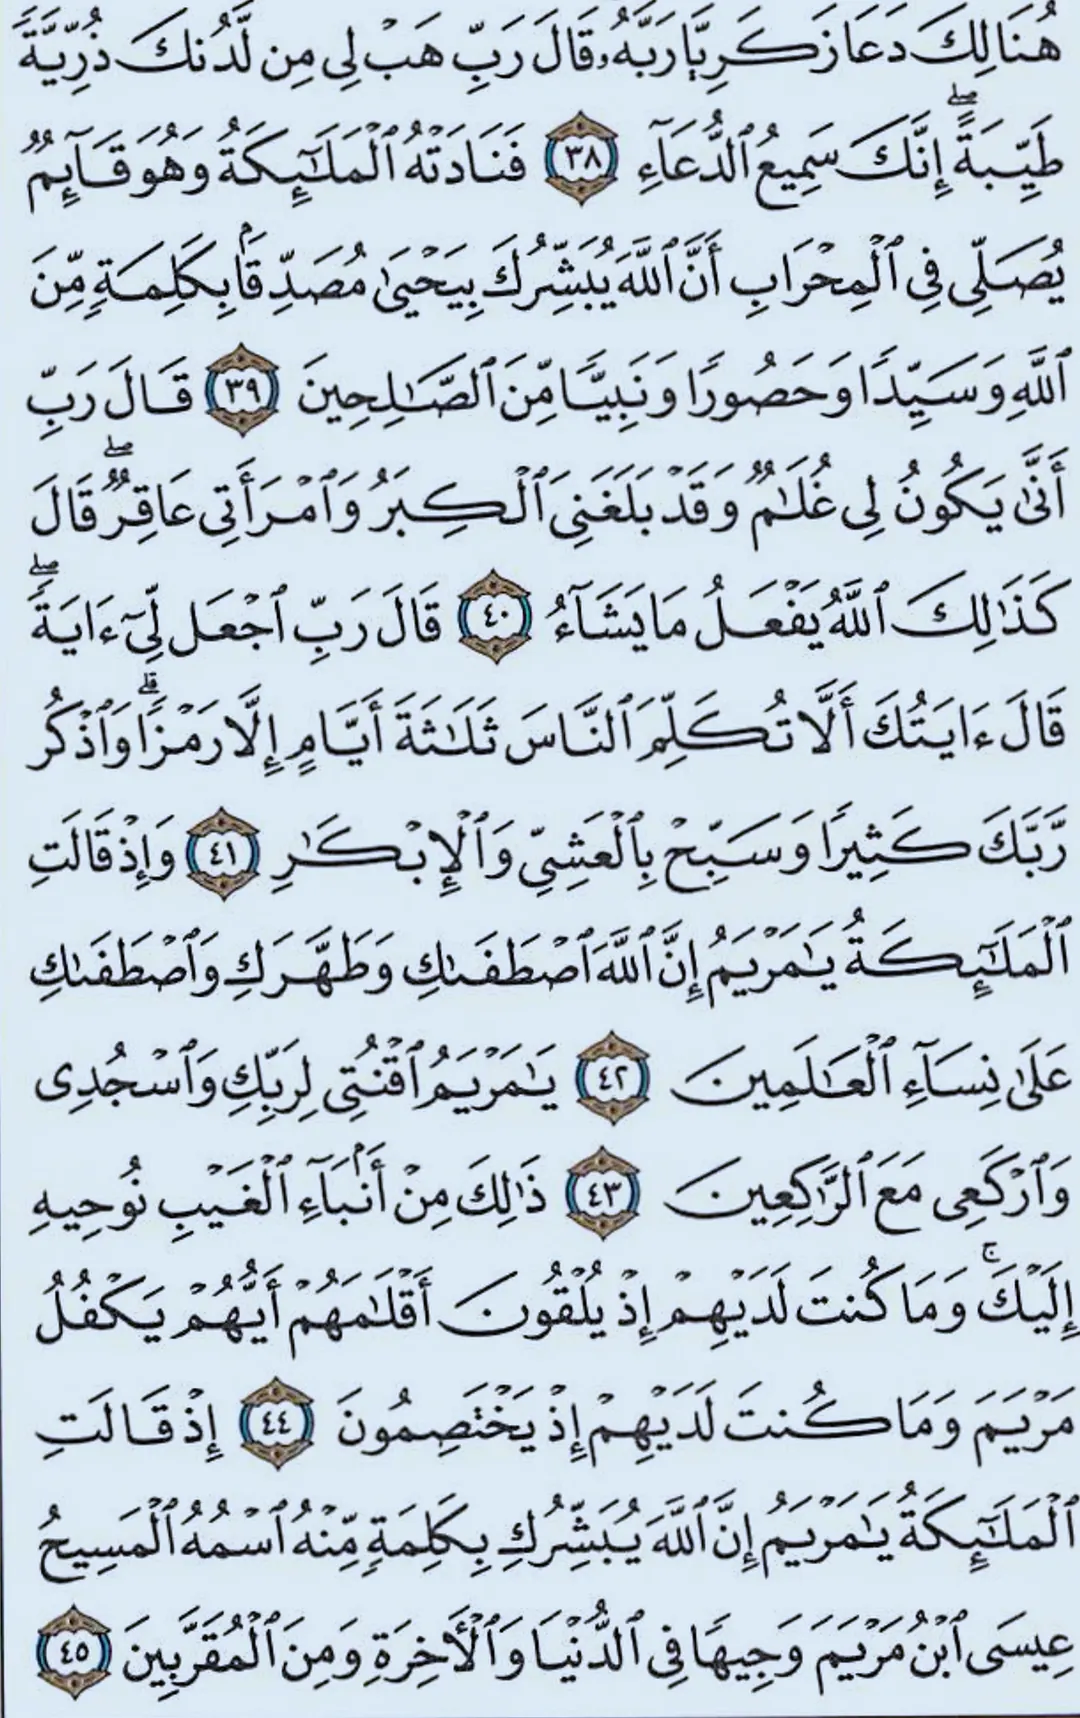 هُنَالِكَ دَعَا زَكَرِيَّا رَبَّهُۥ قَالَ رَبِّ هَبْ لِى مِن لَّدُنكَ ذُرِّيَّةً
طَيِّبَةً ۖ إِنَّكَ سَمِيعُ ٱلدُّعَآءِ ٣٨ فَنَادَتْهُ ٱلْمَلَـٰٓئِكَةُ وَهُوَ قَآئِمٌ
يُصَلِّى فِى ٱلْمِحْرَابِ أَنَّ ٱللَّهَ يُبَشِّرُكَ بِيَحْيَىٰ مُصَدِّقًۢا بِكَلِمَةٍ مِّنَ
ٱللَّهِ وَسَيِّدًا وَحَصُورًا وَنَبِيًّا مِّنَ ٱلصَّـٰلِحِينَ ٣٩ قَالَ رَبِّ
أَنَّىٰ يَكُونُ لِى غُلَـٰمٌ وَقَدْ بَلَغَنِىَ ٱلْكِبَرُ وَٱمْرَأَتِى عَاقِرٌ ۖ قَالَ
كَذَٰلِكَ ٱللَّهُ يَفْعَلُ مَا يَشَآءُ ٤٠ قَالَ رَبِّ ٱجْعَل لِّىٓ ءَايَةً ۖ
قَالَ ءَايَتُكَ أَلَّا تُكَلِّمَ ٱلنَّاسَ ثَلَـٰثَةَ أَيَّامٍ إِلَّا رَمْزًا ۗ وَٱذْكُر
رَّبَّكَ كَثِيرًا وَسَبِّحْ بِٱلْعَشِىِّ وَٱلْإِبْكَـٰرِ ٤١ وَإِذْ قَالَتِ
ٱلْمَلَـٰٓئِكَةُ يَـٰمَرْيَمُ إِنَّ ٱللَّهَ ٱصْطَفَىٰكِ وَطَهَّرَكِ وَٱصْطَفَىٰكِ
عَلَىٰ نِسَآءِ ٱلْعَـٰلَمِينَ ٤٢ يَـٰمَرْيَمُ ٱقْنُتِى لِرَبِّكِ وَٱسْجُدِى
وَٱرْكَعِى مَعَ ٱلرَّٰكِعِينَ ٤٣ ذَٰلِكَ مِنْ أَنۢبَآءِ ٱلْغَيْبِ نُوحِيهِ
إِلَيْكَ ۚ وَمَا كُنتَ لَدَيْهِمْ إِذْ يُلْقُونَ أَقْلَـٰمَهُمْ أَيُّهُمْ يَكْفُلُ
مَرْيَمَ وَمَا كُنتَ لَدَيْهِمْ إِذْ يَخْتَصِمُونَ ٤٤ إِذْ قَالَتِ
ٱلْمَلَـٰٓئِكَةُ يَـٰمَرْيَمُ إِنَّ ٱللَّهَ يُبَشِّرُكِ بِكَلِمَةٍ مِّنْهُ ٱسْمُهُ ٱلْمَسِيحُ
عِيسَى ٱبْنُ مَرْيَمَ وَجِيهًا فِى ٱلدُّنْيَا وَٱلْأَخِرَةِ وَمِنَ ٱلْمُقَرَّبِينَ ٤٥